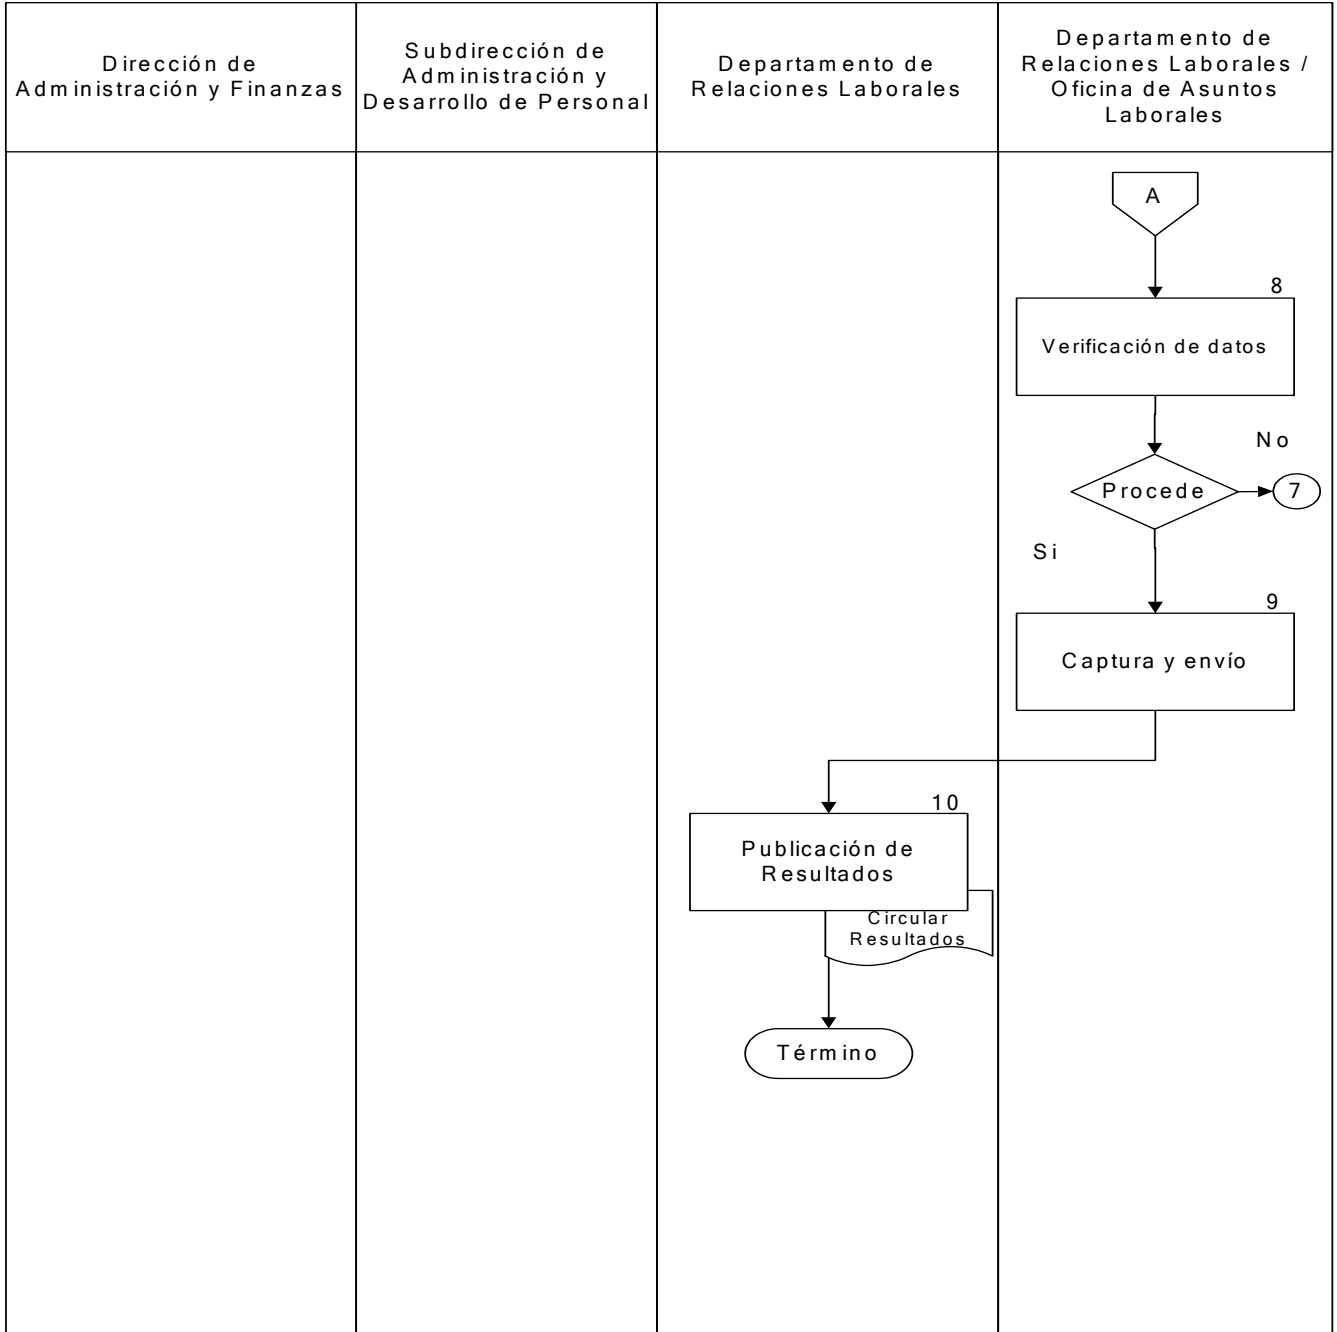 Dirección de
Administración y Finanzas
Subdirección de
Administración y
Desarrollo de Personal
Departamento de
Relaciones Laborales
Departamento de
Relaciones Laborales /
Oficina de Asuntos
Laborales
A
8
Verificación de datos
No
Procede
7
Si
9
Captura y envío
10
Publicación de
Resultados
Circular
Resultados
Término